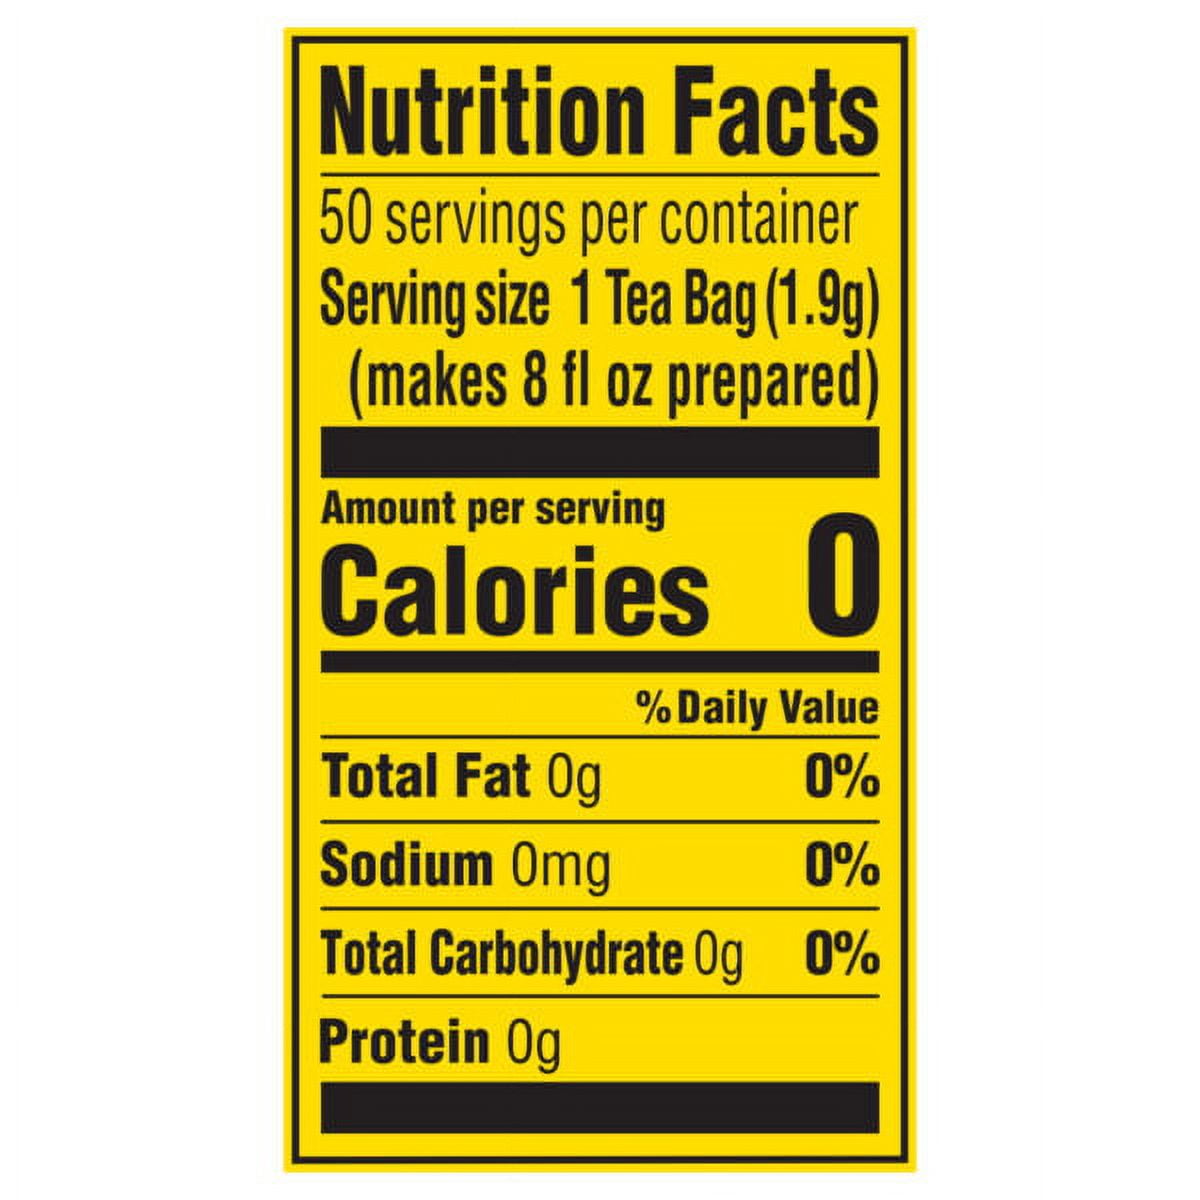 Nutrition Facts
50 servings per container
Serving size 1 Tea Bag (1.9g)
(makes 8 fl oz prepared)
Amount per serving
Calories 0
% Daily Value
Total Fat 0g 0%
Sodium 0mg 0%
Total Carbohydrate 0g 0%
Protein 0g